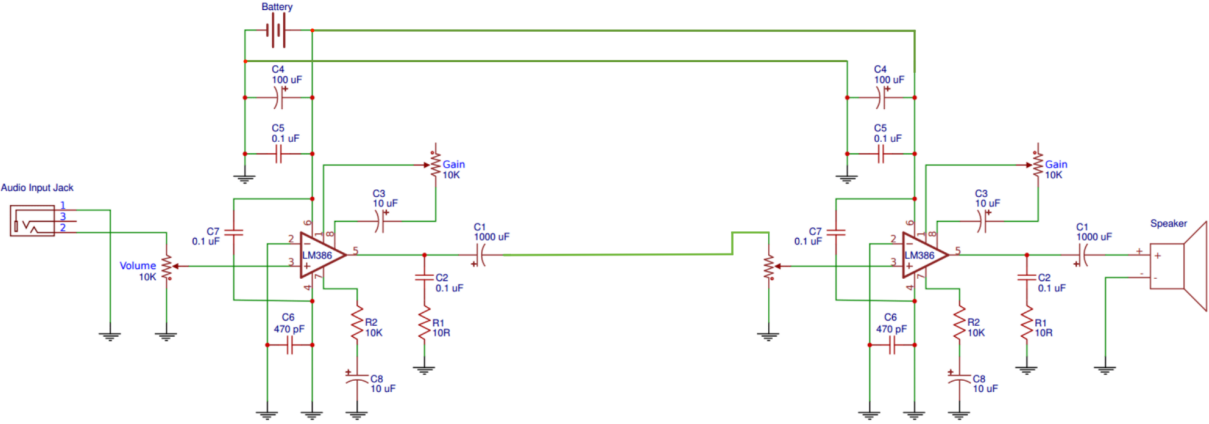 Battery
C4
100 uF
C5
0.1 uF
Gain
10K
Audio Input Jack
1
3
2
C3
10 uF
C7
0.1 uF
6
1
8
C1
1000 uF
2
LM386
5
3
Volume
10K
4
7
C2
0.1 uF
C6
470 pF
R2
10K
R1
10R
C8
10 uF
C4
100 uF
C5
0.1 uF
Gain
10K
C3
10 uF
C7
0.1 uF
6
1
8
C1
1000 uF
Speaker
2
LM386
5
3
4
7
C2
0.1 uF
C6
470 pF
R2
10K
R1
10R
C8
10 uF